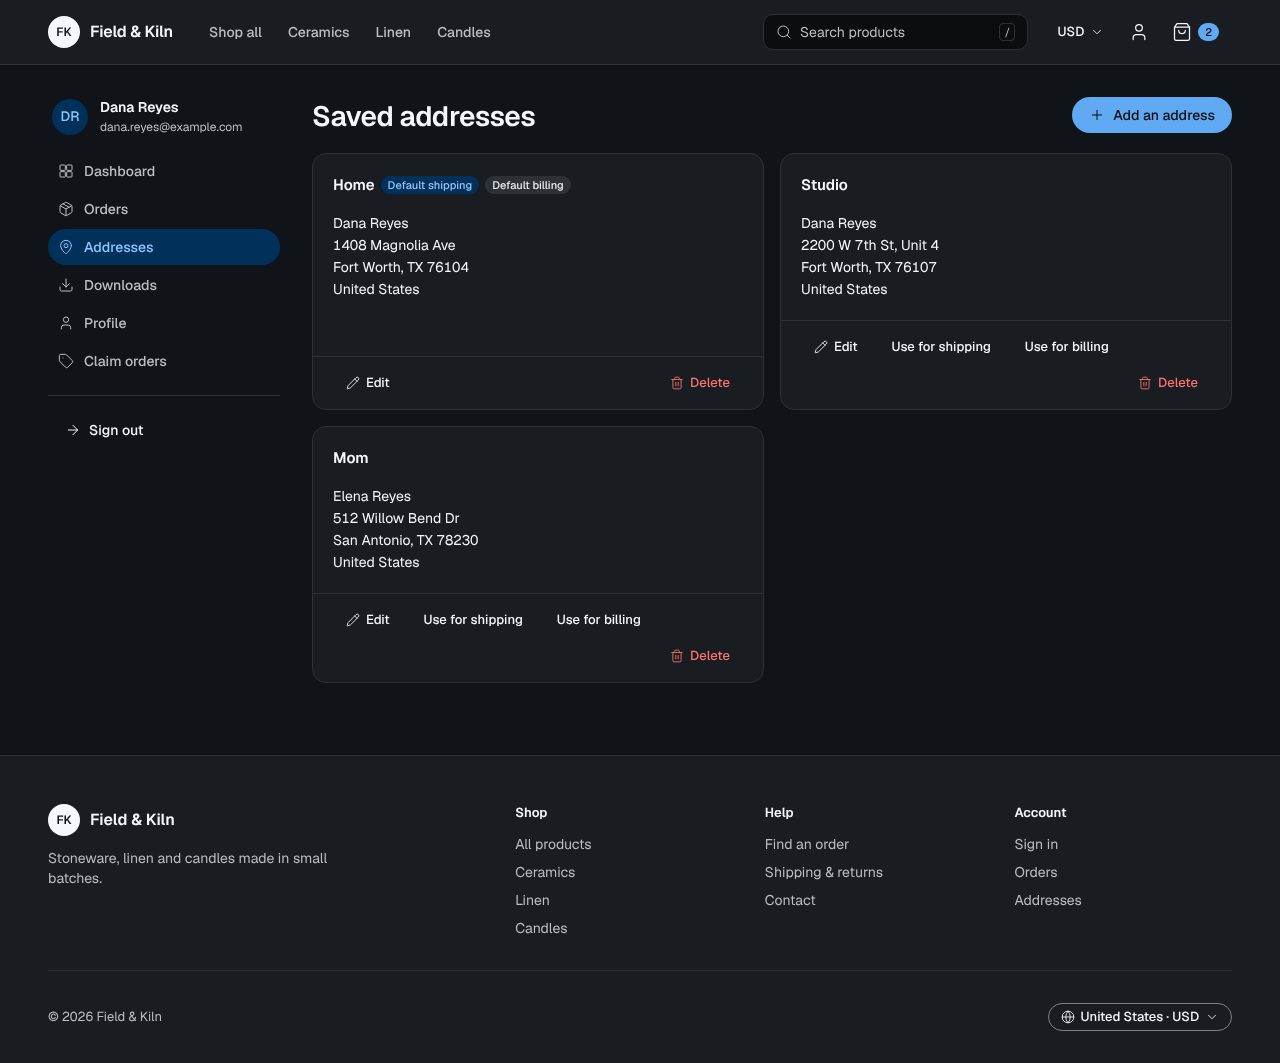 FK Field & Kiln Shop all Ceramics Linen Candles Search products / USD 2
DR Dana Reyes
dana.reyes@example.com
Dashboard
Orders
Addresses
Downloads
Profile
Claim orders
Sign out
Saved addresses
Add an address
Home Default shipping Default billing
Dana Reyes
1408 Magnolia Ave
Fort Worth, TX 76104
United States
Edit Delete
Studio
Dana Reyes
2200 W 7th St, Unit 4
Fort Worth, TX 76107
United States
Edit Use for shipping Use for billing
Delete
Mom
Elena Reyes
512 Willow Bend Dr
San Antonio, TX 78230
United States
Edit Use for shipping Use for billing
Delete
FK Field & Kiln
Stoneware, linen and candles made in small
batches.
Shop
All products
Ceramics
Linen
Candles
Help
Find an order
Shipping & returns
Contact
Account
Sign in
Orders
Addresses
© 2026 Field & Kiln
United States · USD